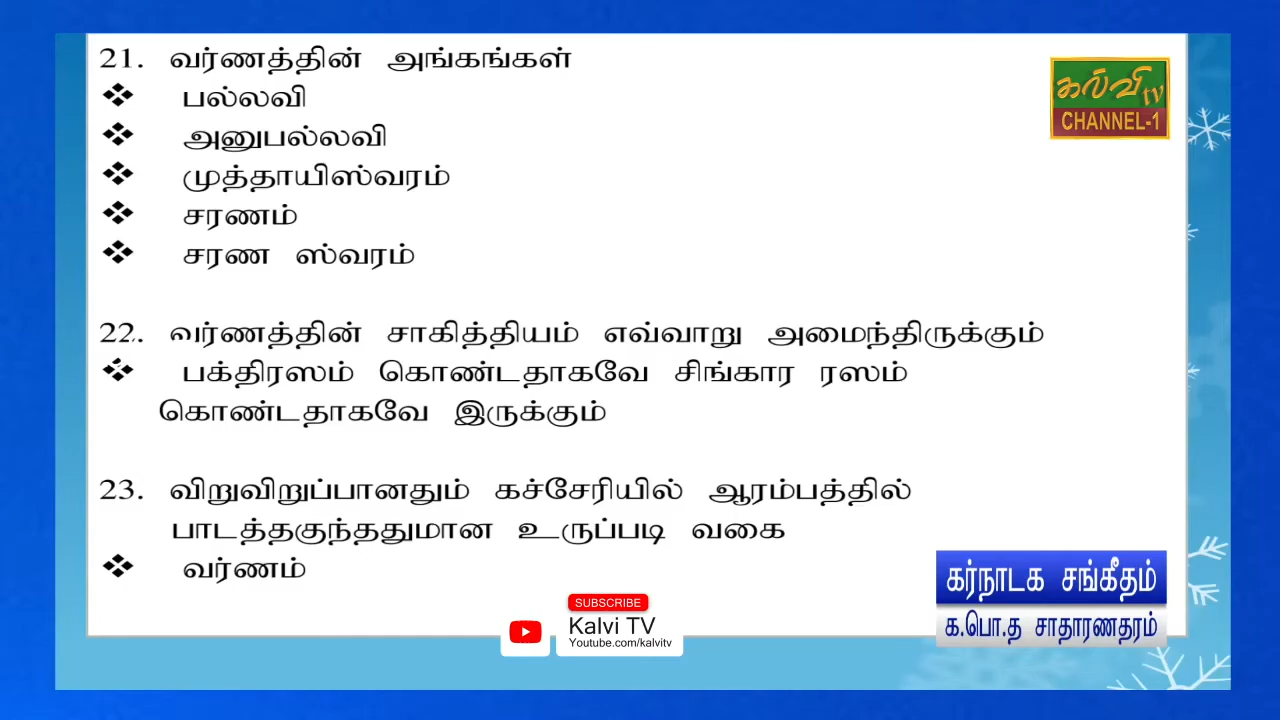 21. வர்ணத்தின் அங்கங்கள்
❖ பல்லவி
❖ அனுபல்லவி
❖ முத்தாயிஸ்வரம்
❖ சரணம்
❖ சரண ஸ்வரம்
22. வர்ணத்தின் சாகித்தியம் எவ்வாறு அமைந்திருக்கும்
❖ பக்திரஸம் கொண்டதாகவே சிங்கார ரஸம்
கொண்டதாகவே இருக்கும்
23. விறுவிறுப்பானதும் கச்சேரியில் ஆரம்பத்தில்
பாடத்தகுந்ததுமான உருப்படி வகை
❖ வர்ணம்
கல்வி tv
CHANNEL-1
கர்நாடக சங்கீதம்
க.பொ.த சாதாரணதரம்
SUBSCRIBE
Kalvi TV
Youtube.com/kalvitv